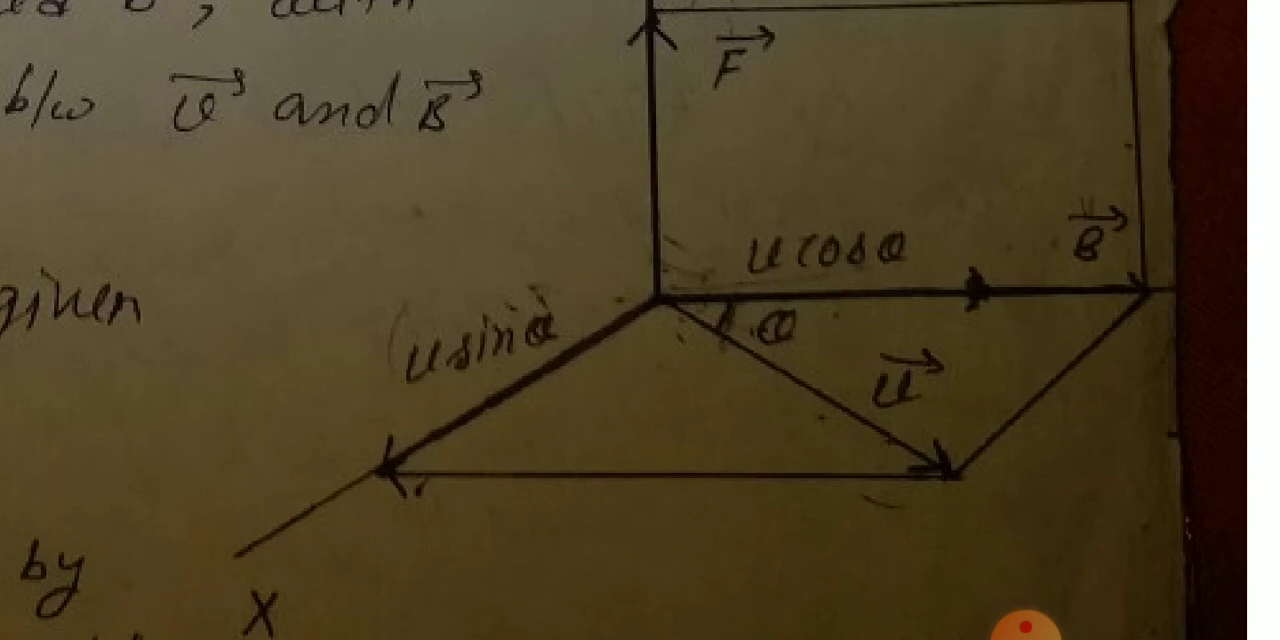 F
b/w v and B
B
u cosθ
given
u sinθ
θ
u
by
X